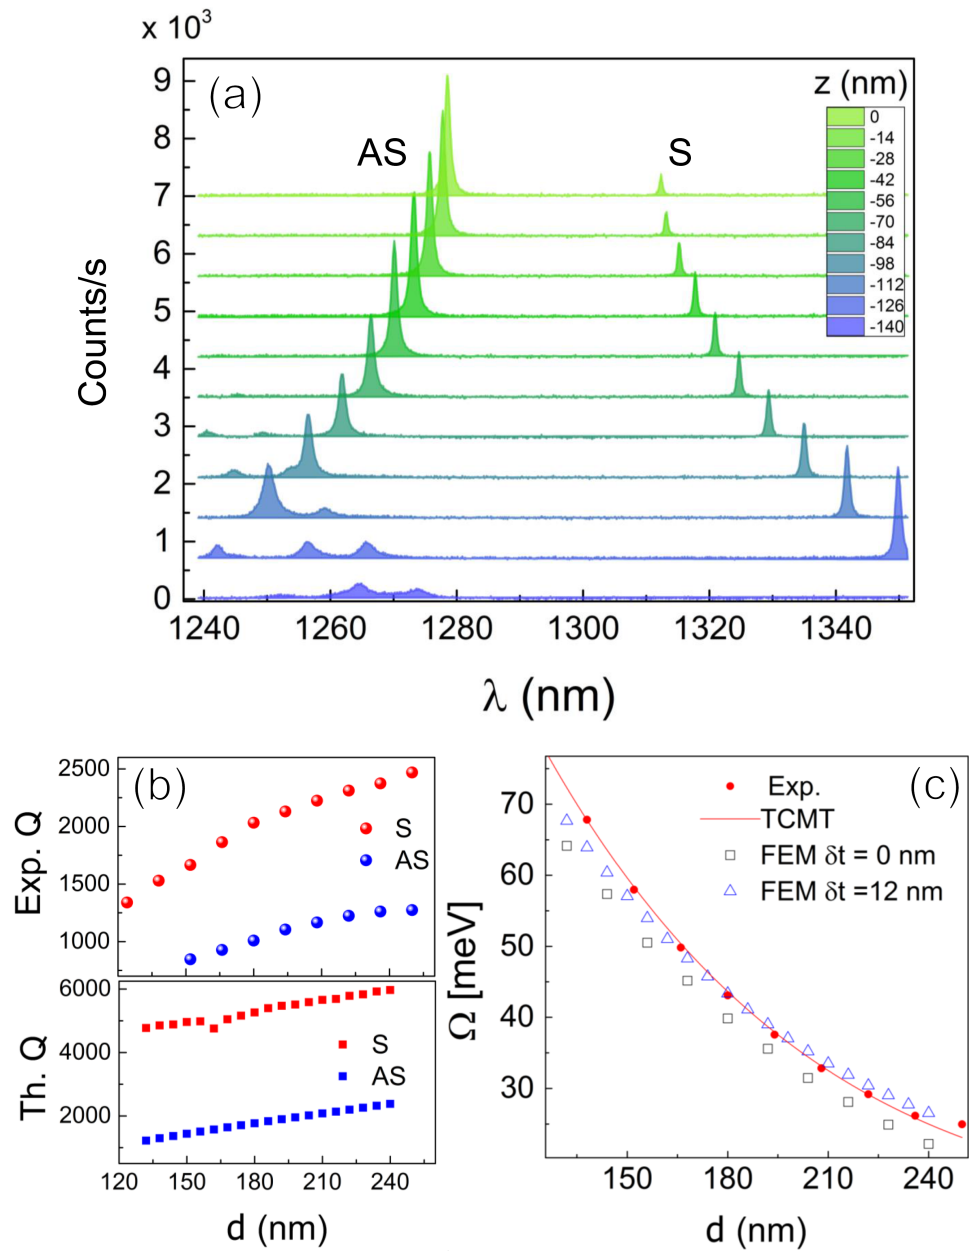 x 10³
(a)
z (nm)
0
-14
-28
-42
-56
-70
-84
-98
-112
-126
-140
AS
S
9
8
7
6
5
4
3
2
1
0
Counts/s
1240 1260 1280 1300 1320 1340
λ (nm)
(b)
2500
2000
1500
1000
Exp. Q
S
AS
6000
4000
2000
Th. Q
S
AS
120 150 180 210 240
d (nm)
(c)
Exp.
TCMT
FEM δt = 0 nm
FEM δt =12 nm
70
60
50
40
30
Ω [meV]
150 180 210 240
d (nm)